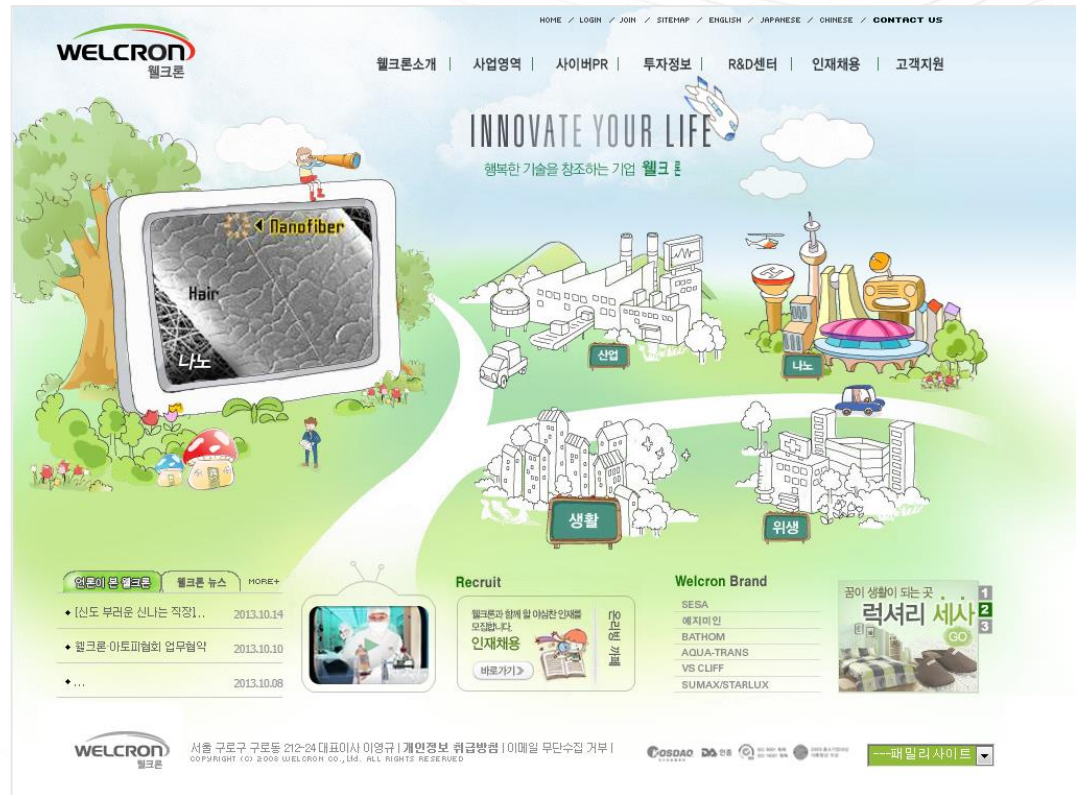 HOME / LOGIN / JOIN / SITEMAP / ENGLISH / JAPANESE / CHINESE / CONTACT US
WELCRON
웰크론
웰크론소개 | 사업영역 | 사이버PR | 투자정보 | R&D센터 | 인재채용 | 고객지원
INNOVATE YOUR LIFE
행복한 기술을 창조하는 기업 웰크론
Nanofiber
Hair
나노
산업
나노
생활
위생
언론이 본 웰크론
웰크론 뉴스
MORE+
[신도 부러운 신나는 직장]... 2013.10.14
웰크론·아토피협회 업무협약 2013.10.10
... 2013.10.08
Recruit
웰크론과 함께 할 야심찬 인재를
모집합니다.
인재채용
바로가기
온리빙 카페
Welcron Brand
SESA
예지미인
BATHOM
AQUA-TRANS
VS CLIFF
SUMAX/STARLUX
꿈이 생활이 되는 곳
럭셔리 세사
GO
1
2
3
WELCRON
웰크론
서울 구로구 구로동 212-24 대표이사 이영규 | 개인정보 취급방침 | 이메일 무단수집 거부 |
COPYRIGHT (C) 2008 WELCRON CO.,Ltd. ALL RIGHTS RESERVED
KOSDAQ
인증
---패밀리사이트